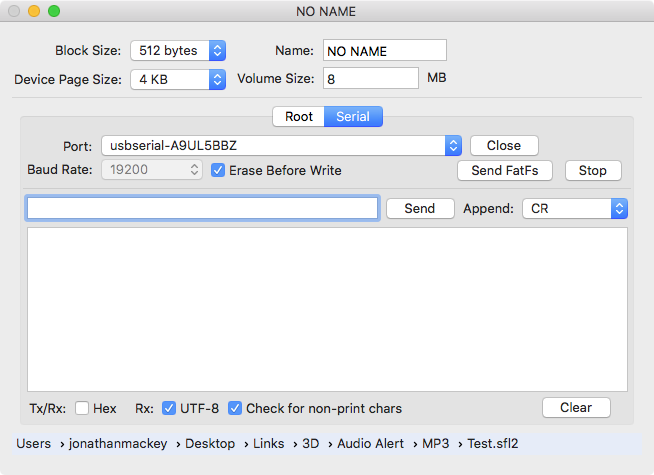 NO NAME
Block Size: 512 bytes Name: NO NAME
Device Page Size: 4 KB Volume Size: 8 MB
Root Serial
Port: usbserial-A9UL5BBZ Close
Baud Rate: 19200 Erase Before Write Send FatFs Stop
Send Append: CR
Tx/Rx: Hex Rx: UTF-8 Check for non-print chars Clear
Users › jonathanmackey › Desktop › Links › 3D › Audio Alert › MP3 › Test.sfl2